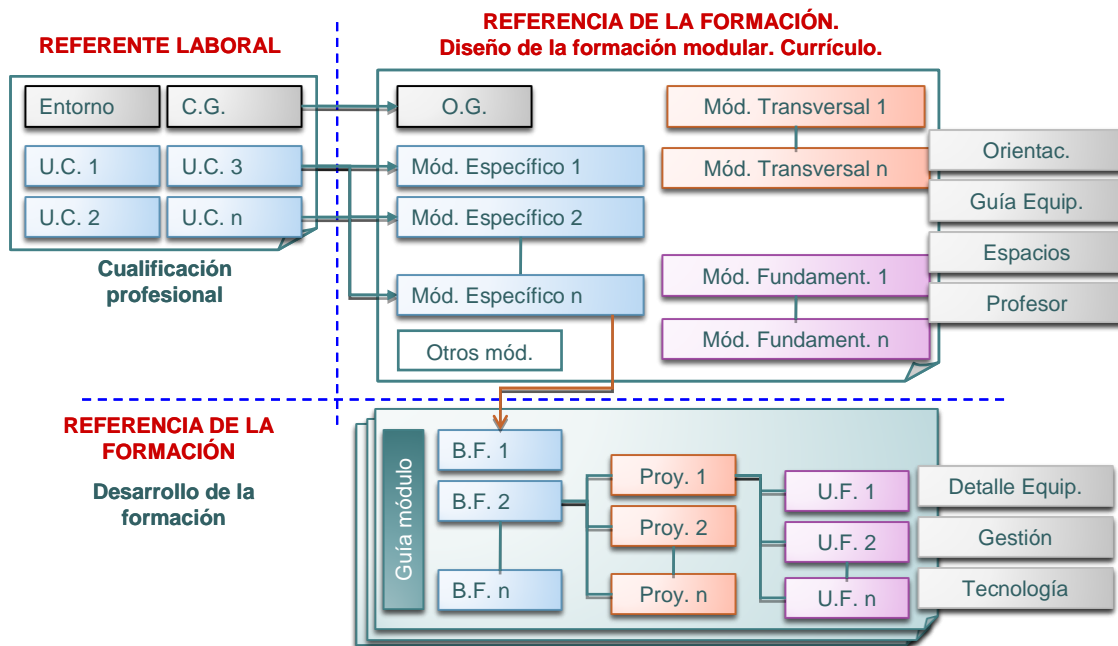 REFERENTE LABORAL
Entorno
C.G.
U.C. 1
U.C. 3
U.C. 2
U.C. n
Cualificación
profesional
REFERENCIA DE LA FORMACIÓN.
Diseño de la formación modular. Currículo.
O.G.
Mód. Específico 1
Mód. Específico 2
Mód. Específico n
Otros mód.
Mód. Transversal 1
Mód. Transversal n
Mód. Fundament. 1
Mód. Fundament. n
Orientac.
Guía Equip.
Espacios
Profesor
REFERENCIA DE LA
FORMACIÓN
Desarrollo de la
formación
Guía módulo
B.F. 1
B.F. 2
B.F. n
Proy. 1
Proy. 2
Proy. n
U.F. 1
U.F. 2
U.F. n
Detalle Equip.
Gestión
Tecnología